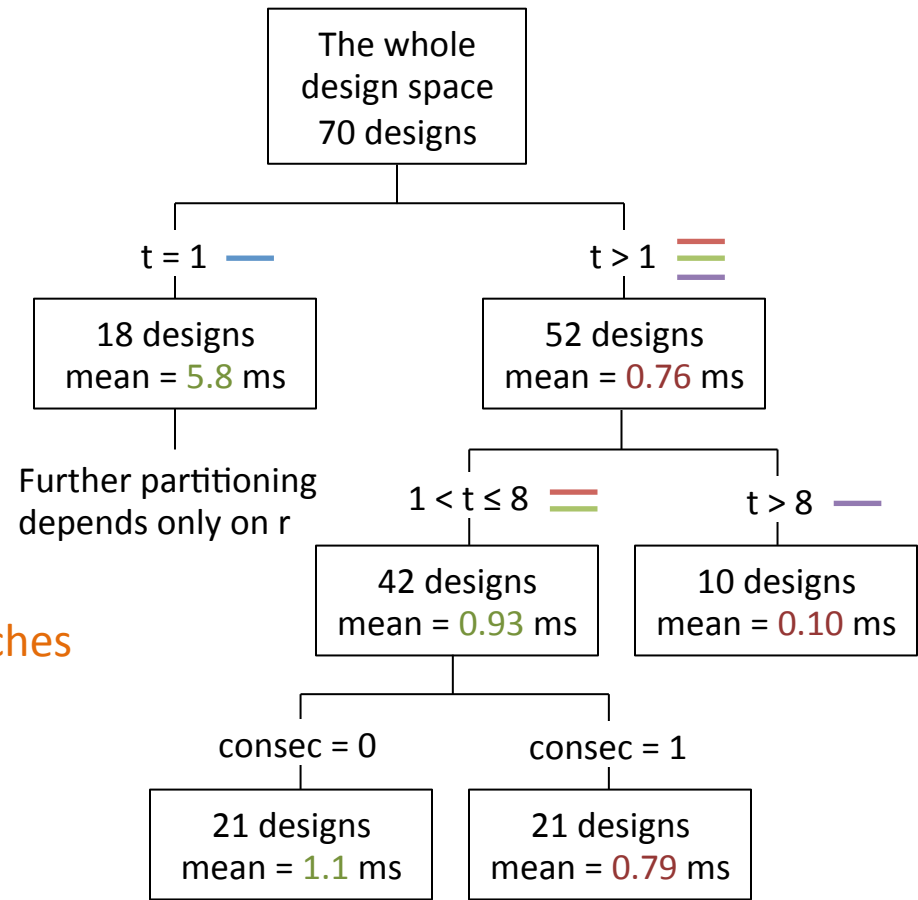 The whole
design space
70 designs
t = 1
t > 1
18 designs
mean = 5.8 ms
52 designs
mean = 0.76 ms
Further partitioning
depends only on r
1 < t ≤ 8
t > 8
42 designs
mean = 0.93 ms
10 designs
mean = 0.10 ms
consec = 0
consec = 1
21 designs
mean = 1.1 ms
21 designs
mean = 0.79 ms